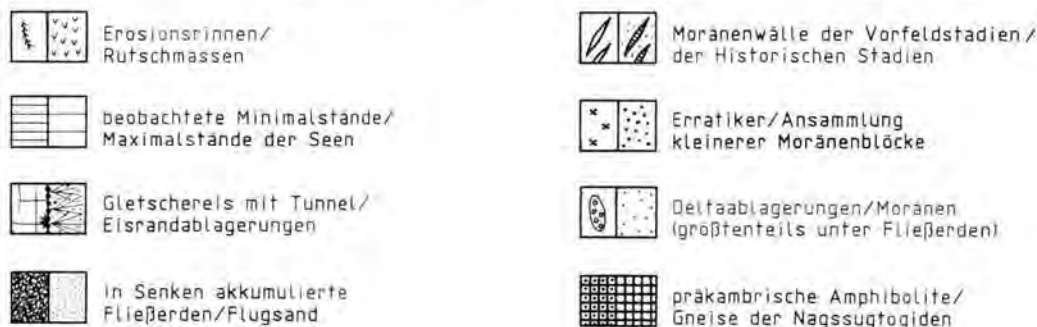 Erosionsrinnen/
Rutschmassen
beobachtete Minimalstände/
Maximalstände der Seen
Gletschereis mit Tunnel/
Eisrandablagerungen
in Senken akkumulierte
Fließerden/Flugsand
Moränenwälle der Vorfeldstadien/
der Historischen Stadien
Erratiker/Ansammlung
kleinerer Moränenblöcke
Deltaablagerungen/Moränen
(größtenteils unter Fließerden)
präkambrische Amphibolite/
Gneise der Nagssugtogiden